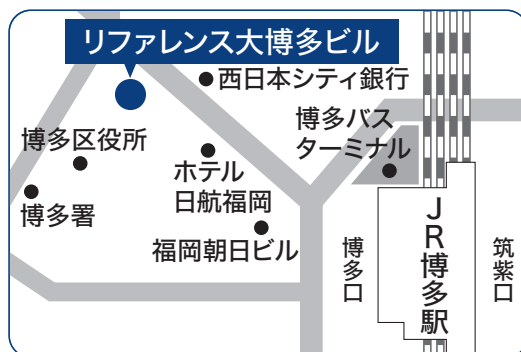 リファレンス大博多ビル
西日本シティ銀行
博多バス
ターミナル
博多区役所
ホテル
日航福岡
博多署
福岡朝日ビル
博多口
JR博多駅
筑紫口